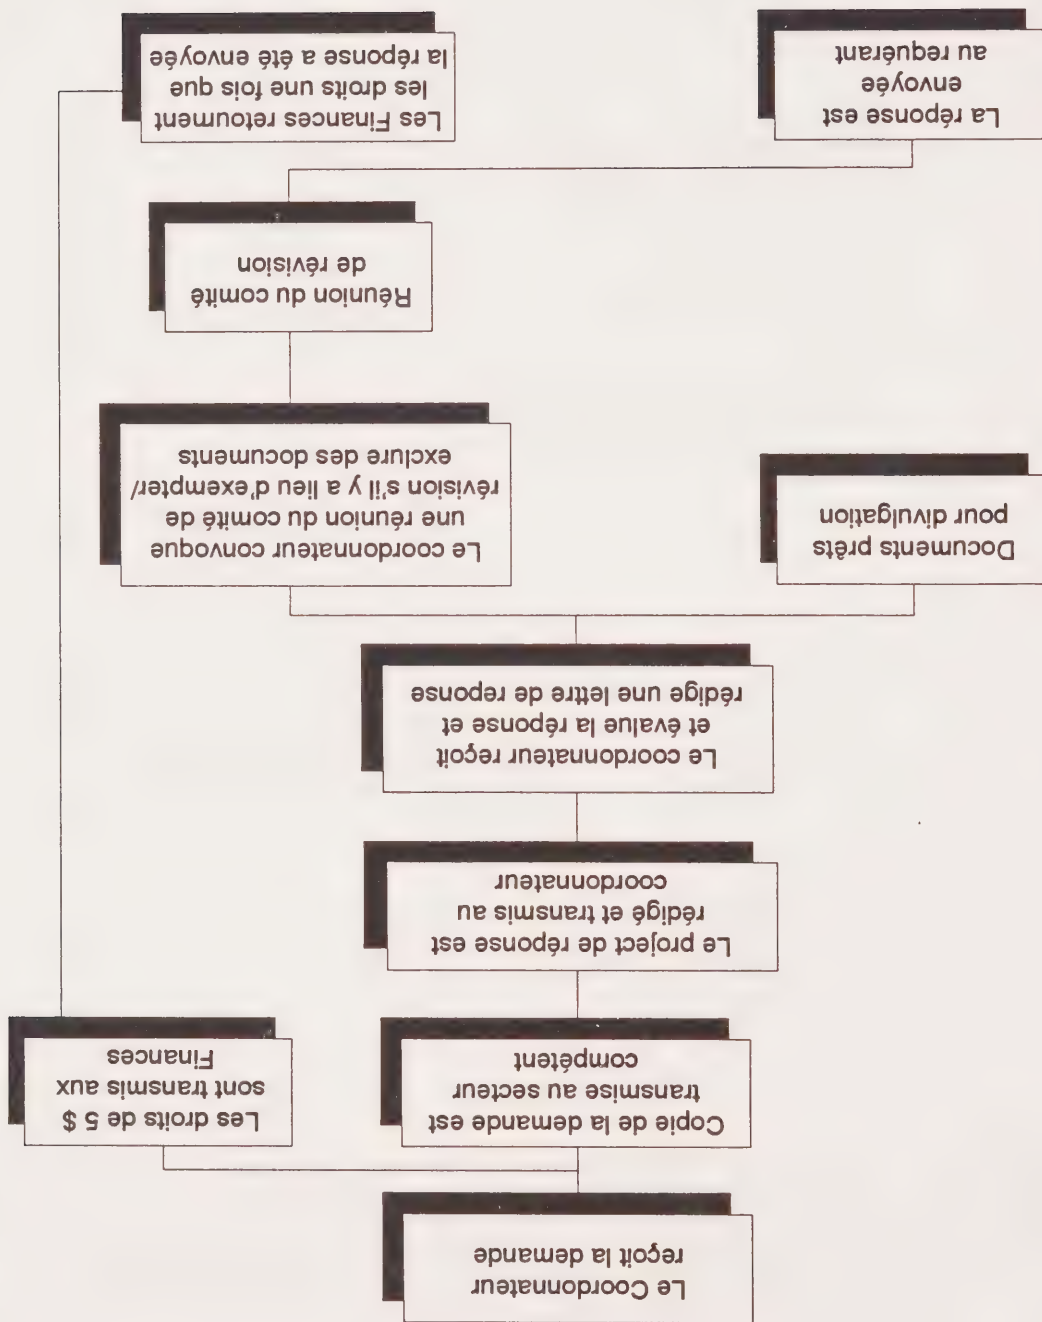 Le Coordonnateur
reçoit la demande
Copie de la demande est
transmise au secteur
compétent
Les droits de 5 $
sont transmis aux
Finances
Le project de réponse est
rédigé et transmis au
coordonnateur
Le coordonnateur reçoit
et évalue la réponse et
rédige une lettre de reponse
Documents prêts
pour divulgation
Le coordonnateur convoque
une réunion du comité de
révision s'il y a lieu d'exempter/
exclure des documents
Réunion du comité
de révision
La réponse est
envoyée
au requérant
Les Finances retournent
les droits une fois que
la réponse a été envoyée